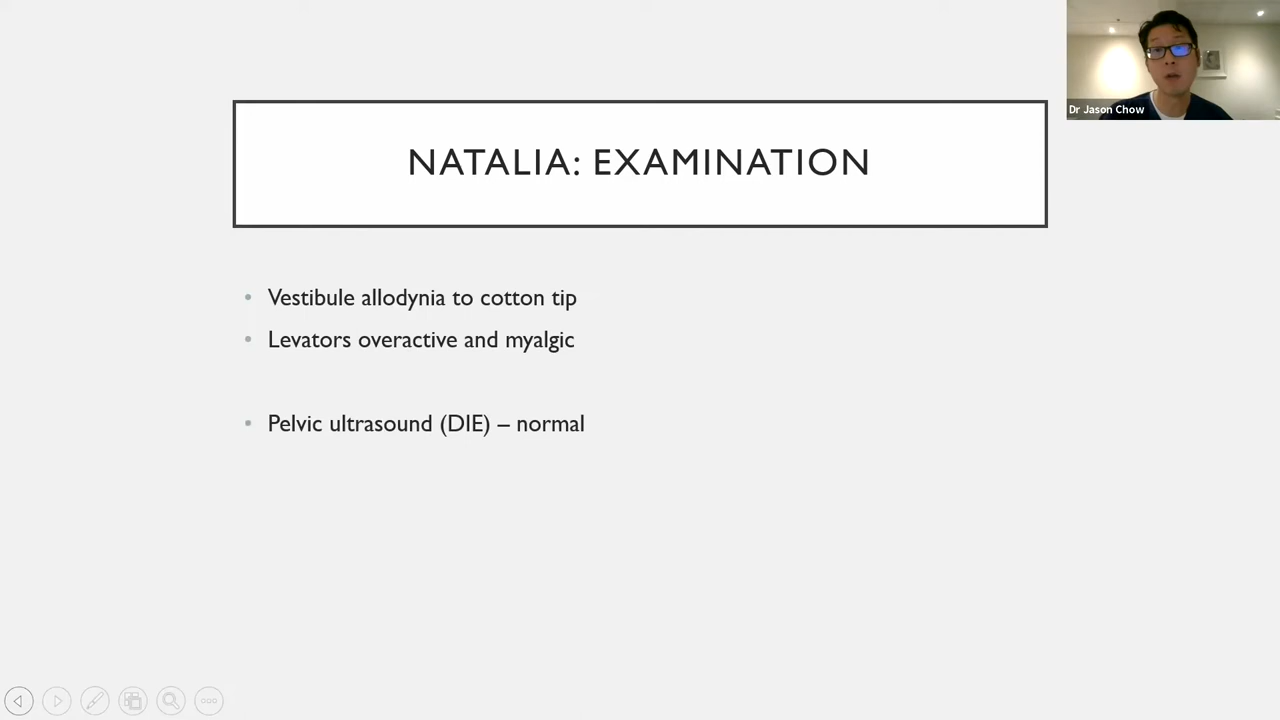 Dr Jason Chow
NATALIA: EXAMINATION
• Vestibule allodynia to cotton tip
• Levators overactive and myalgic
• Pelvic ultrasound (DIE) – normal